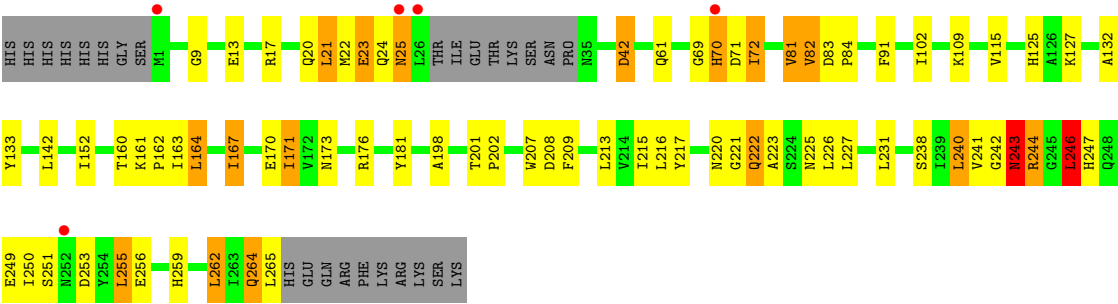 HIS HIS HIS HIS HIS HIS GLY SER M1 G9 E13 R17 Q20 L21 M22 E23 Q24 N25 L26 THR ILE GLU THR LYS SER ASN PRO N35 D42 Q61 G69 H70 D71 I72 V81 V82 D83 P84 F91 I102 K109 V115 H125 A126 K127 A132
Y133 L142 I152 T160 K161 P162 I163 L164 I167 E170 I171 V172 N173 R176 Y181 A198 T201 P202 W207 D208 F209 L213 V214 I215 L216 Y217 N220 G221 Q222 A223 S224 N225 L226 L227 L231 S238 I239 L240 V241 G242 N243 R244 G245 L246 H247 Q248
E249 I250 S251 N252 D253 Y254 L255 E256 H259 L262 I263 Q264 L265 HIS GLU GLN ARG PHE LYS ARG LYS SER LYS